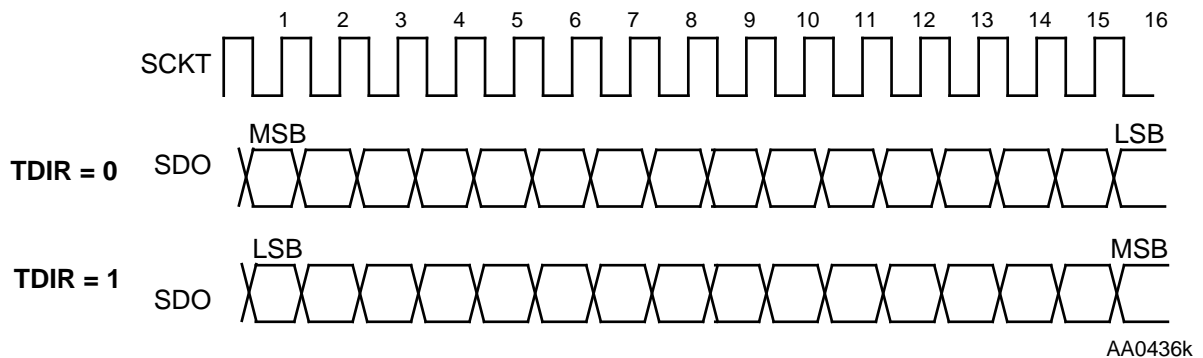 1 2 3 4 5 6 7 8 9 10 11 12 13 14 15 16
SCKT
MSB LSB
TDIR = 0 SDO
LSB MSB
TDIR = 1 SDO
AA0436k